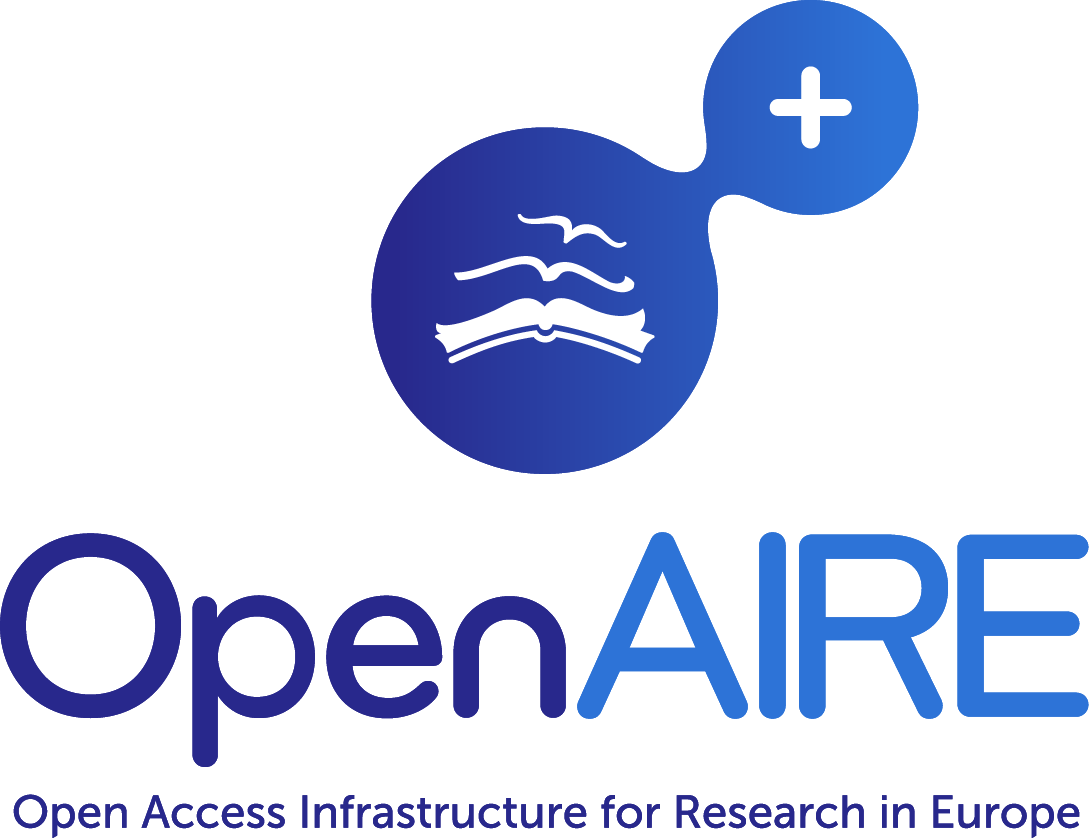 +
OpenAIRE
Open Access Infrastructure for Research in Europe